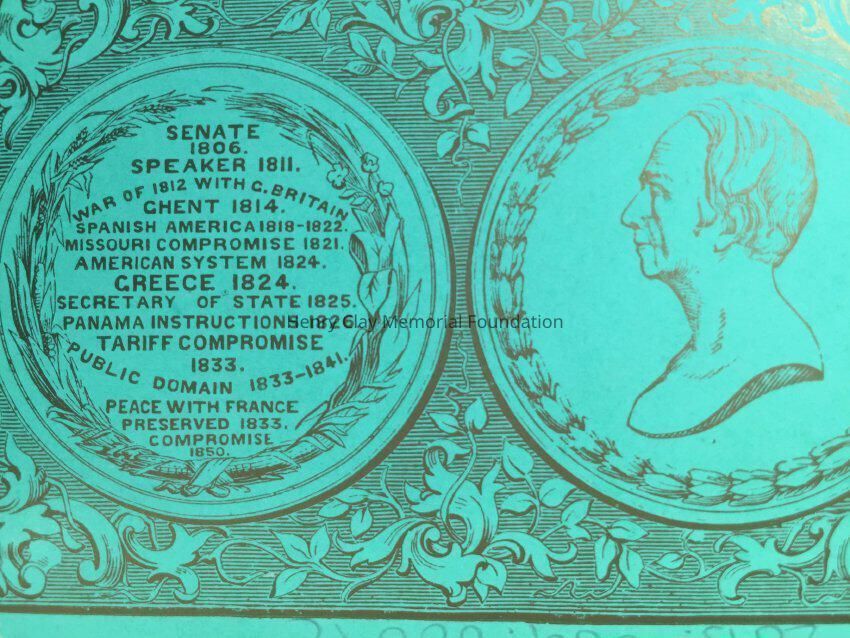 SENATE
1806.
SPEAKER 1811.
WAR OF 1812 WITH G. BRITAIN
GHENT 1814.
SPANISH AMERICA 1818-1822.
MISSOURI COMPROMISE 1821.
AMERICAN SYSTEM 1824.
GREECE 1824.
SECRETARY OF STATE 1825.
PANAMA INSTRUCTIONS
TARIFF COMPROMISE
1833.
PUBLIC DOMAIN 1833-1841.
PEACE WITH FRANCE
PRESERVED 1833.
COMPROMISE
1850.
Henry Clay Memorial Foundation